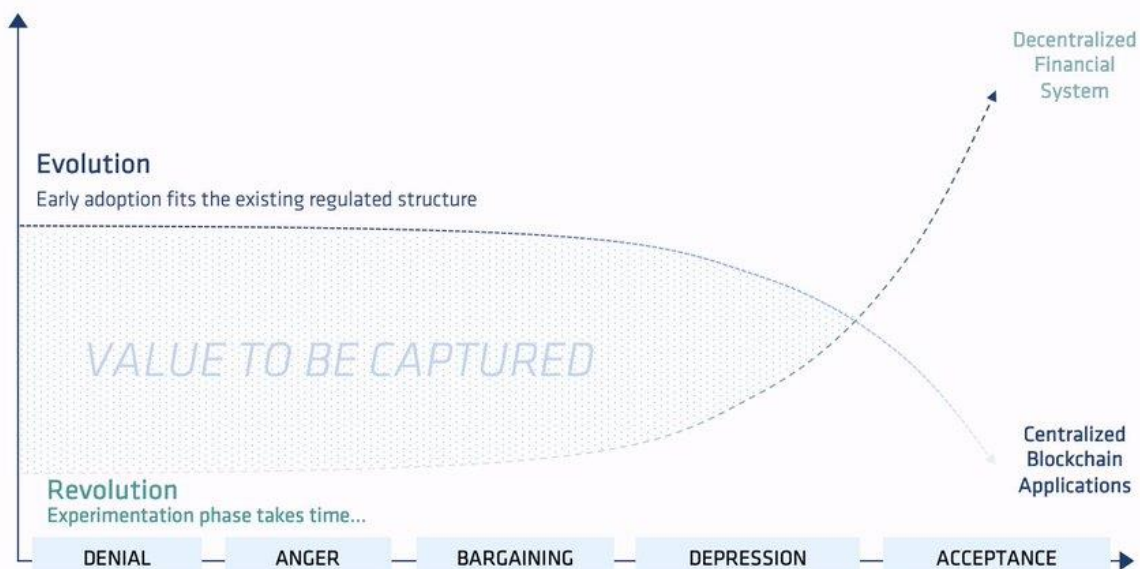 Decentralized
Financial
System
Evolution
Early adoption fits the existing regulated structure
VALUE TO BE CAPTURED
Centralized
Blockchain
Applications
Revolution
Experimentation phase takes time...
DENIAL
ANGER
BARGAINING
DEPRESSION
ACCEPTANCE